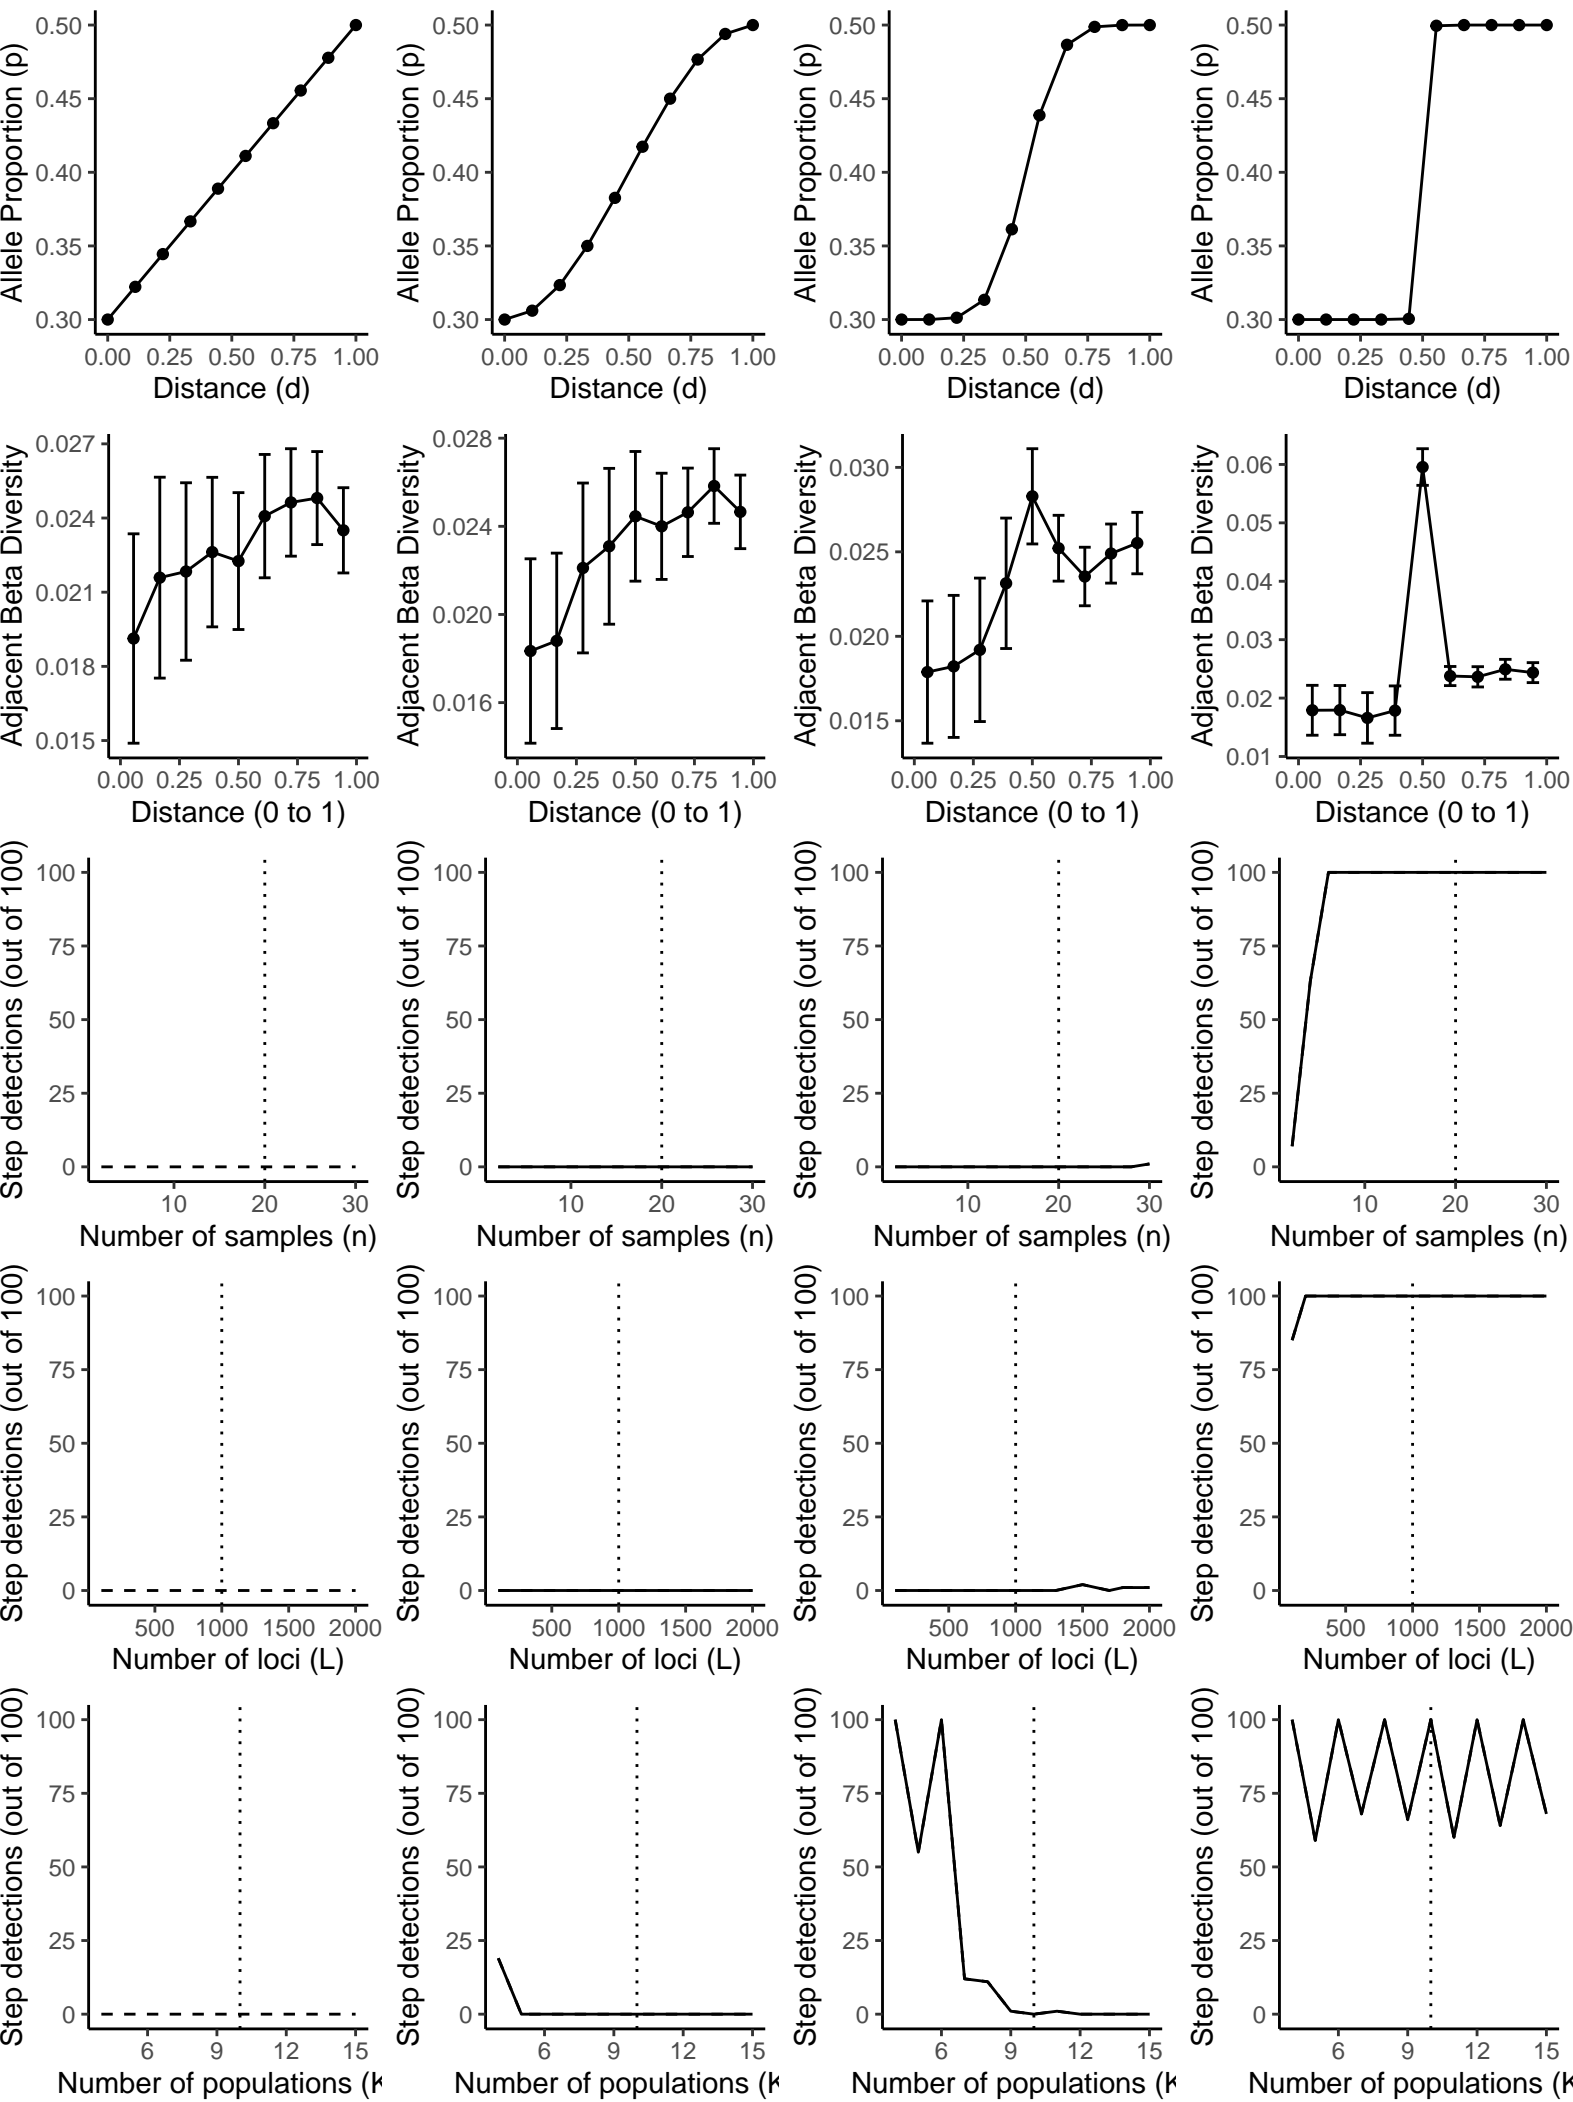 Allele Proportion (p)
0.50
0.45
0.40
0.35
0.30
0.00 0.25 0.50 0.75 1.00
Distance (d)
Allele Proportion (p)
0.50
0.45
0.40
0.35
0.30
0.00 0.25 0.50 0.75 1.00
Distance (d)
Allele Proportion (p)
0.50
0.45
0.40
0.35
0.30
0.00 0.25 0.50 0.75 1.00
Distance (d)
Allele Proportion (p)
0.50
0.45
0.40
0.35
0.30
0.00 0.25 0.50 0.75 1.00
Distance (d)
Adjacent Beta Diversity
0.027
0.024
0.021
0.018
0.015
0.00 0.25 0.50 0.75 1.00
Distance (0 to 1)
Adjacent Beta Diversity
0.028
0.024
0.020
0.016
0.00 0.25 0.50 0.75 1.00
Distance (0 to 1)
Adjacent Beta Diversity
0.030
0.025
0.020
0.015
0.00 0.25 0.50 0.75 1.00
Distance (0 to 1)
Adjacent Beta Diversity
0.06
0.05
0.04
0.03
0.02
0.01
0.00 0.25 0.50 0.75 1.00
Distance (0 to 1)
Step detections (out of 100)
100
75
50
25
0
10 20 30
Number of samples (n)
Step detections (out of 100)
100
75
50
25
0
10 20 30
Number of samples (n)
Step detections (out of 100)
100
75
50
25
0
10 20 30
Number of samples (n)
Step detections (out of 100)
100
75
50
25
0
10 20 30
Number of samples (n)
Step detections (out of 100)
100
75
50
25
0
500 1000 1500 2000
Number of loci (L)
Step detections (out of 100)
100
75
50
25
0
500 1000 1500 2000
Number of loci (L)
Step detections (out of 100)
100
75
50
25
0
500 1000 1500 2000
Number of loci (L)
Step detections (out of 100)
100
75
50
25
0
500 1000 1500 2000
Number of loci (L)
Step detections (out of 100)
100
75
50
25
0
6 9 12 15
Number of populations (K
Step detections (out of 100)
100
75
50
25
0
6 9 12 15
Number of populations (K
Step detections (out of 100)
100
75
50
25
0
6 9 12 15
Number of populations (K
Step detections (out of 100)
100
75
50
25
0
6 9 12 15
Number of populations (K